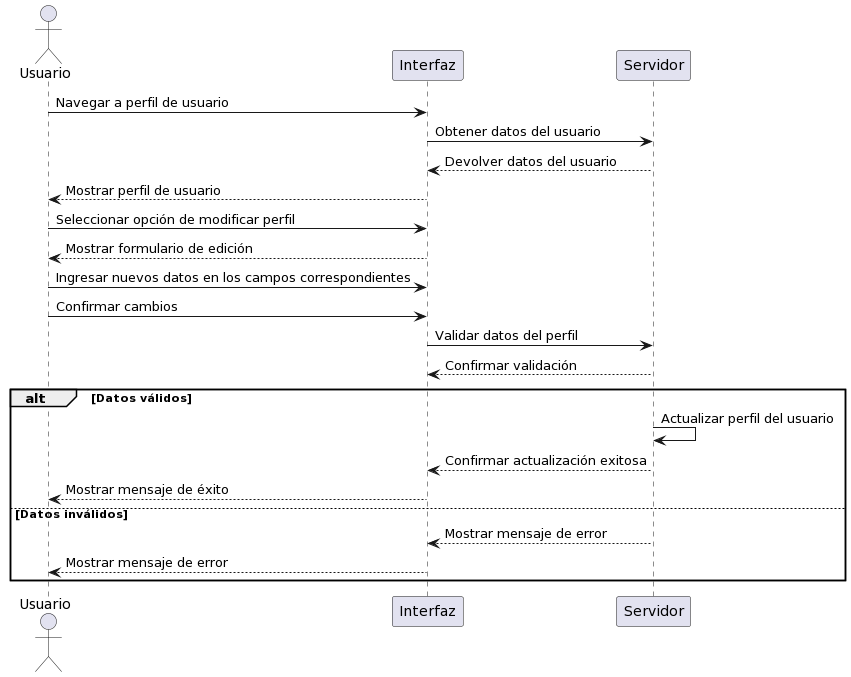 Usuario
Interfaz
Servidor
Navegar a perfil de usuario
Obtener datos del usuario
Devolver datos del usuario
Mostrar perfil de usuario
Seleccionar opción de modificar perfil
Mostrar formulario de edición
Ingresar nuevos datos en los campos correspondientes
Confirmar cambios
Validar datos del perfil
Confirmar validación
alt [Datos válidos]
Actualizar perfil del usuario
Confirmar actualización exitosa
Mostrar mensaje de éxito
[Datos inválidos]
Mostrar mensaje de error
Mostrar mensaje de error
Usuario
Interfaz
Servidor